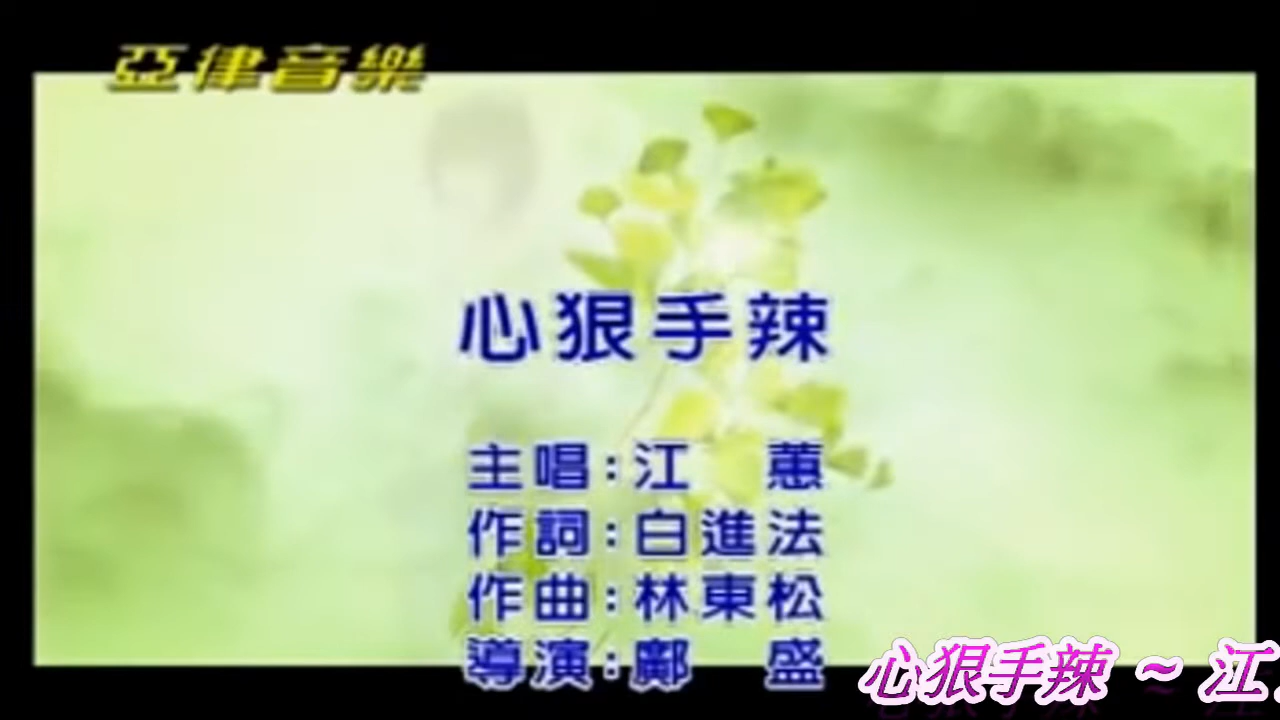 亞律音樂
心狠手辣
主唱:江 蕙
作詞:白進法
作曲:林東松
導演:鄺 盛
心狠手辣 ~ 江